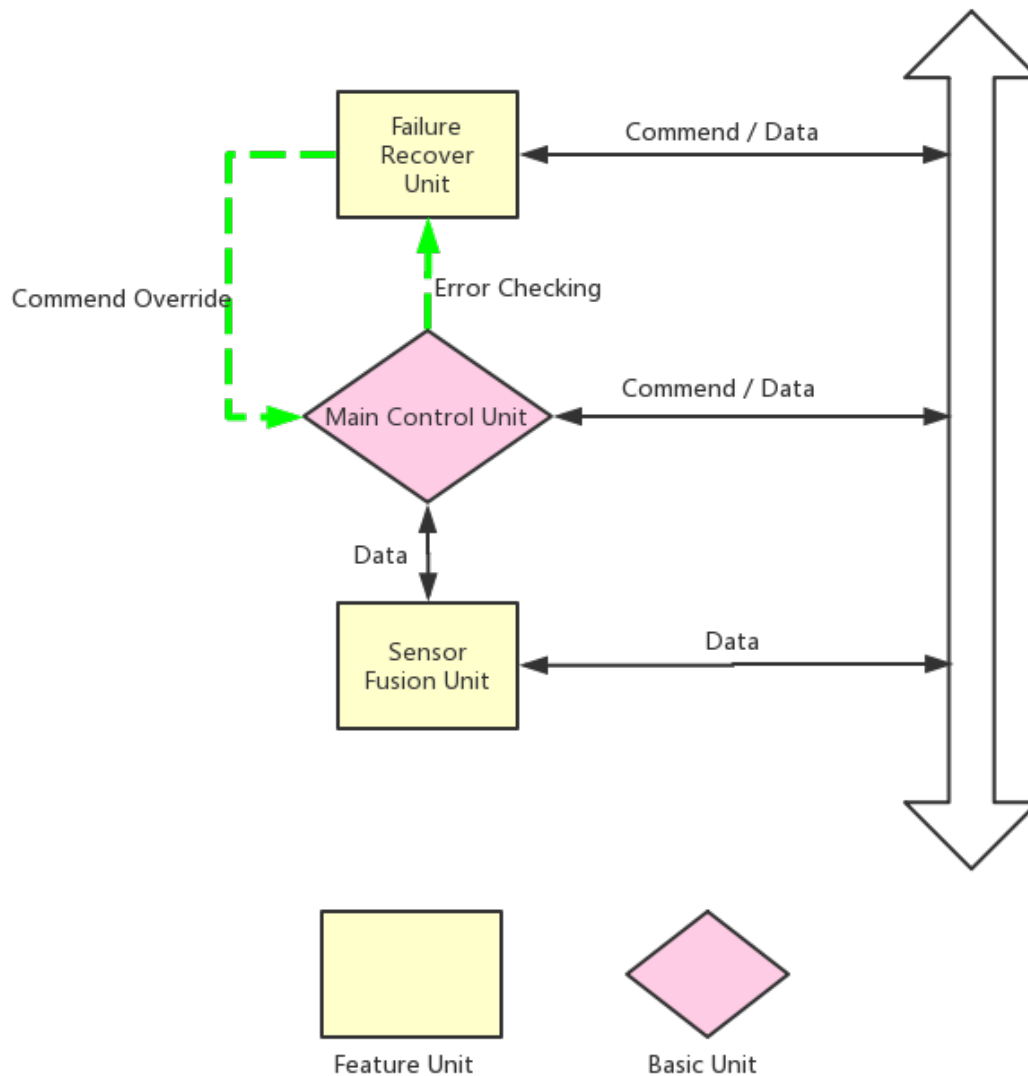 Failure
Recover
Unit
Commend / Data
Commend Override
Error Checking
Main Control Unit
Commend / Data
Data
Sensor
Fusion Unit
Data
Feature Unit
Basic Unit